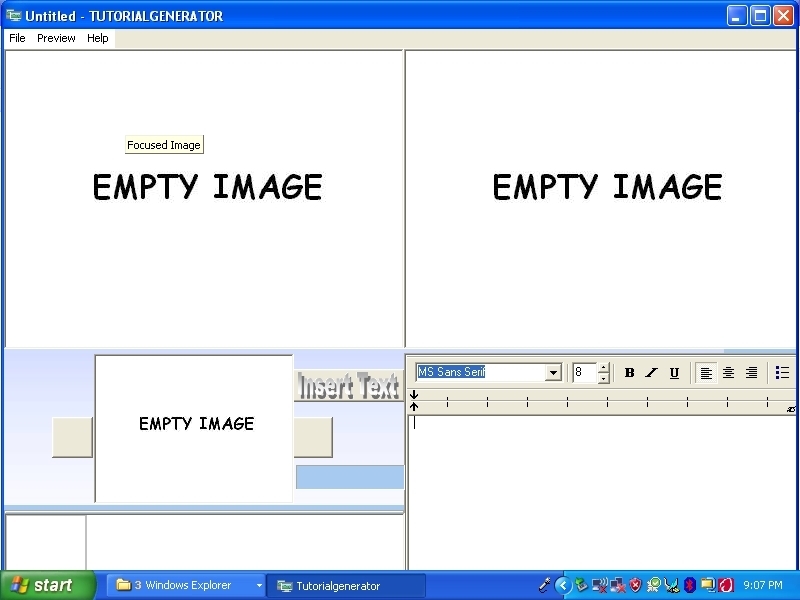 Untitled - TUTORIALGENERATOR
File Preview Help
Focused Image
EMPTY IMAGE
EMPTY IMAGE
EMPTY IMAGE
Insert Text
MS Sans Serif 8 B I U
start 3 Windows Explorer Tutorialgenerator 9:07 PM